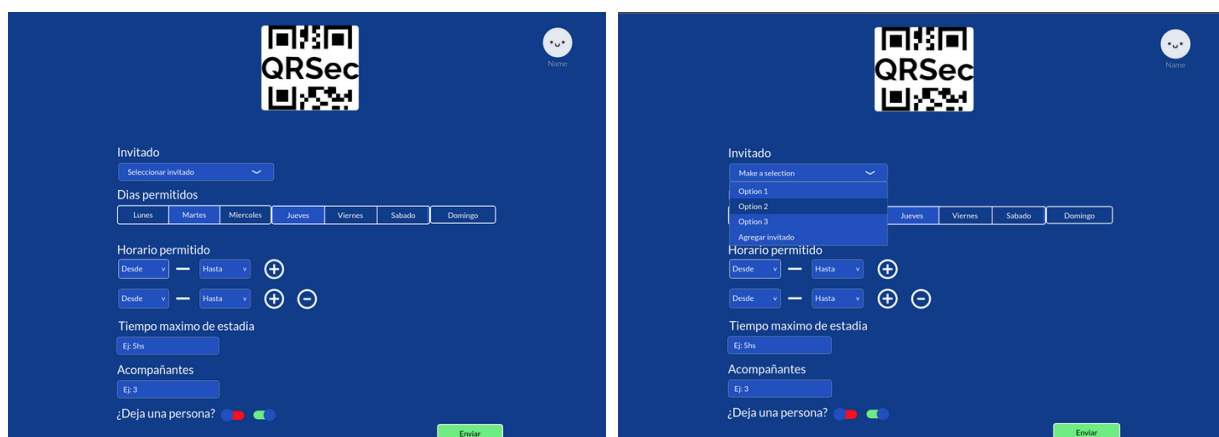 QRSec
Name
Invitado
Seleccionar invitado
Dias permitidos
Lunes Martes Miercoles Jueves Viernes Sabado Domingo
Horario permitido
Desde v Hasta v
Desde v Hasta v
Tiempo maximo de estadia
Ej: 5hs
Acompañantes
Ej: 3
¿Deja una persona?
Enviar
QRSec
Name
Invitado
Make a selection
Option 1
Option 2
Option 3
Agregar invitado
Jueves Viernes Sabado Domingo
Horario permitido
Desde v Hasta v
Desde v Hasta v
Tiempo maximo de estadia
Ej: 5hs
Acompañantes
Ej: 3
¿Deja una persona?
Enviar